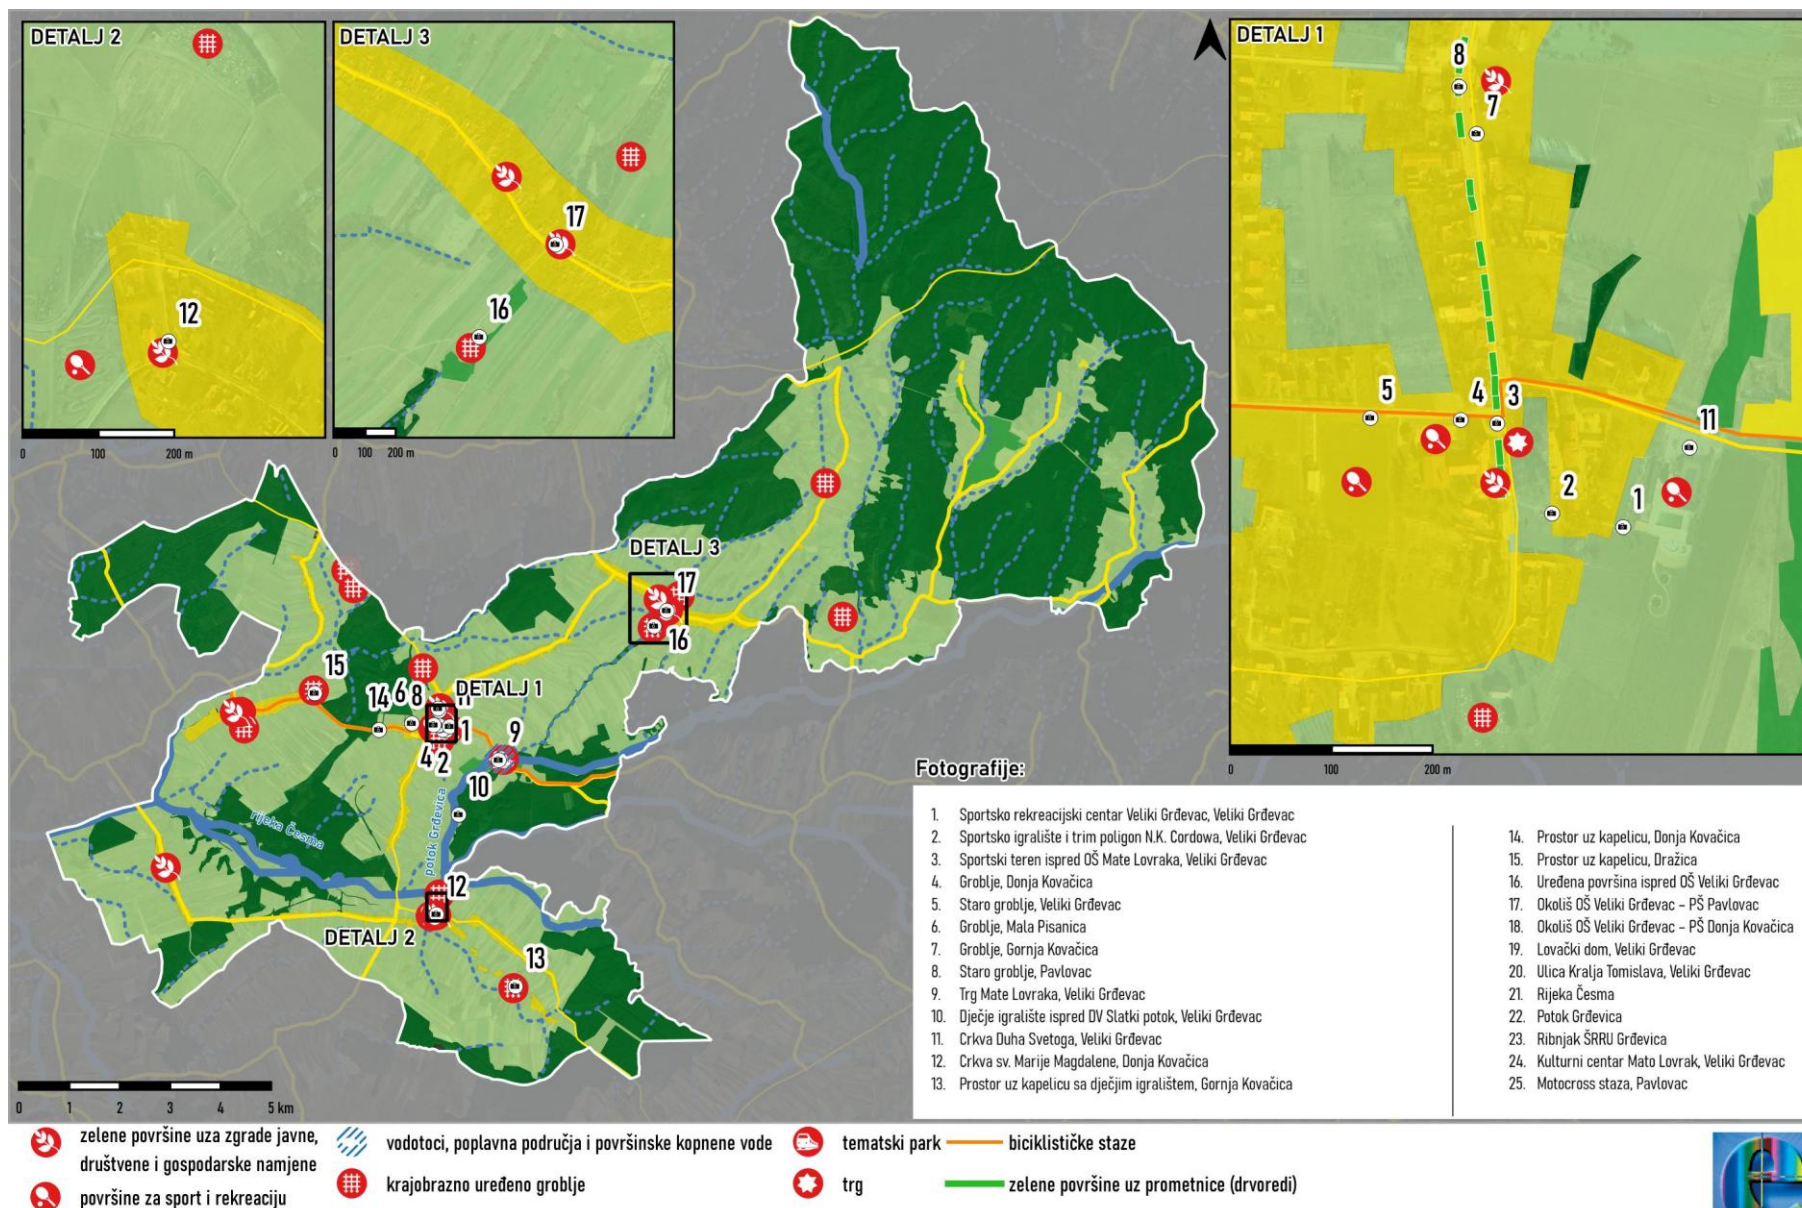 DETALJ 2
12
0
100
200 m
DETALJ 3
17
16
0
100
200 m
DETALJ 1
8
7
5
4
3
11
2
1
0
100
200 m
DETALJ 3
17
16
15
14
6
8
DETALJ 1
11
1
4
2
9
10
rijeka Česma
potok Grđevica
12
DETALJ 2
13
0
1
2
3
4
5 km
Fotografije:
1. Sportsko rekreacijski centar Veliki Grđevac, Veliki Grđevac
2. Sportsko igralište i trim poligon N.K. Cordowa, Veliki Grđevac
3. Sportski teren ispred OŠ Mate Lovraka, Veliki Grđevac
4. Groblje, Donja Kovačica
5. Staro groblje, Veliki Grđevac
6. Groblje, Mala Pisanica
7. Groblje, Gornja Kovačica
8. Staro groblje, Pavlovac
9. Trg Mate Lovraka, Veliki Grđevac
10. Dječje igralište ispred DV Slatki potok, Veliki Grđevac
11. Crkva Duha Svetoga, Veliki Grđevac
12. Crkva sv. Marije Magdalene, Donja Kovačica
13. Prostor uz kapelicu sa dječjim igralištem, Gornja Kovačica
14. Prostor uz kapelicu, Donja Kovačica
15. Prostor uz kapelicu, Dražica
16. Uređena površina ispred OŠ Veliki Grđevac
17. Okoliš OŠ Veliki Grđevac – PŠ Pavlovac
18. Okoliš OŠ Veliki Grđevac – PŠ Donja Kovačica
19. Lovački dom, Veliki Grđevac
20. Ulica Kralja Tomislava, Veliki Grđevac
21. Rijeka Česma
22. Potok Grđevica
23. Ribnjak ŠRRU Grđevica
24. Kulturni centar Mato Lovrak, Veliki Grđevac
25. Motocross staza, Pavlovac
zelene površine uza zgrade javne,
društvene i gospodarske namjene
površine za sport i rekreaciju
vodotoci, poplavna područja i površinske kopnene vode
krajobrazno uređeno groblje
tematski park
trg
biciklističke staze
zelene površine uz prometnice (drvoredi)